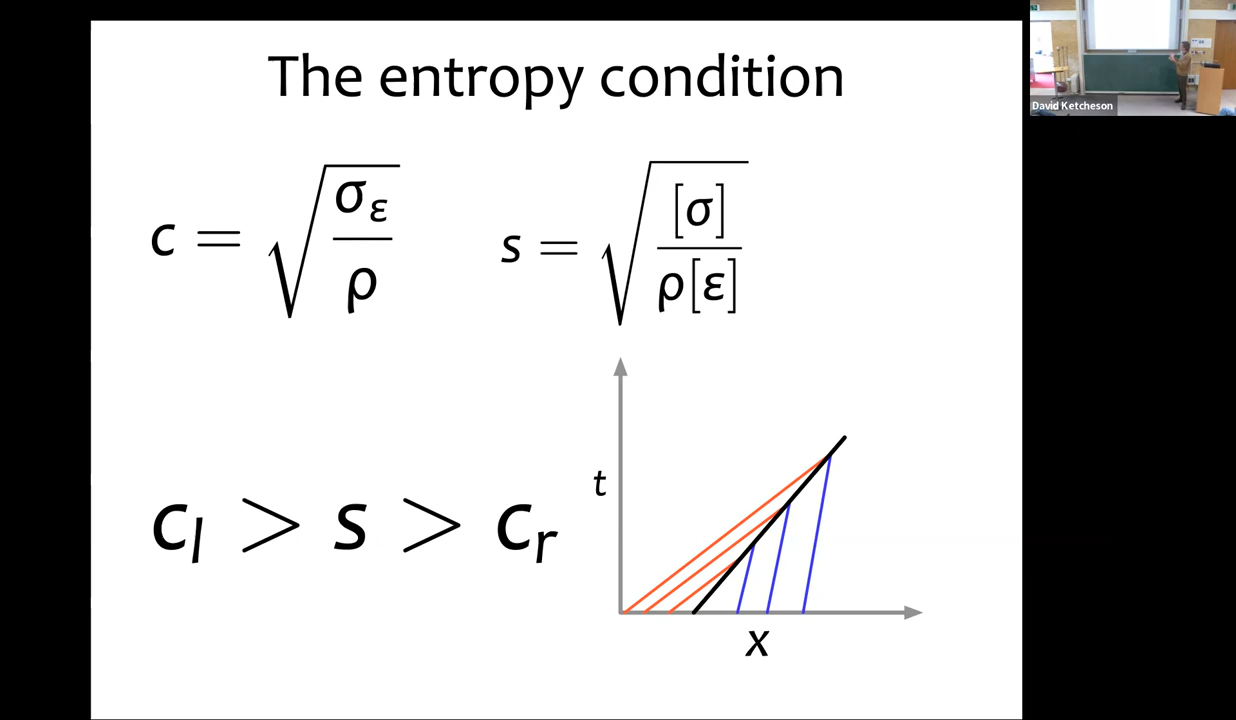 The entropy condition
c = √(σ_ε / ρ)
s = √([σ] / ρ[ε])
c_l > s > c_r
t
x
David Ketcheson